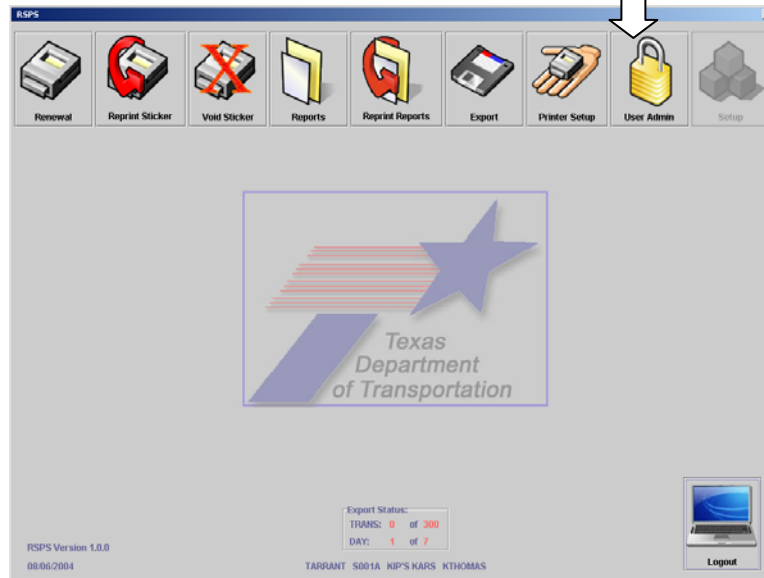 RSPS
Renewal
Reprint Sticker
Void Sticker
Reports
Reprint Reports
Export
Printer Setup
User Admin
Setup
Texas
Department
of Transportation
Export Status:
TRANS: 0 of 300
DAY: 1 of 7
RSPS Version 1.0.0
08/06/2004
TARRANT S001A KIP'S KARS KTHOMAS
Logout